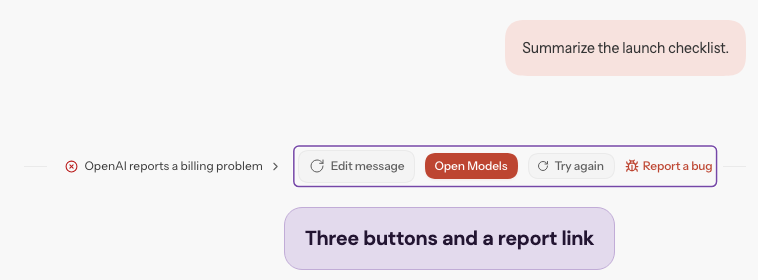 Summarize the launch checklist.
OpenAI reports a billing problem Edit message Open Models Try again Report a bug
Three buttons and a report link